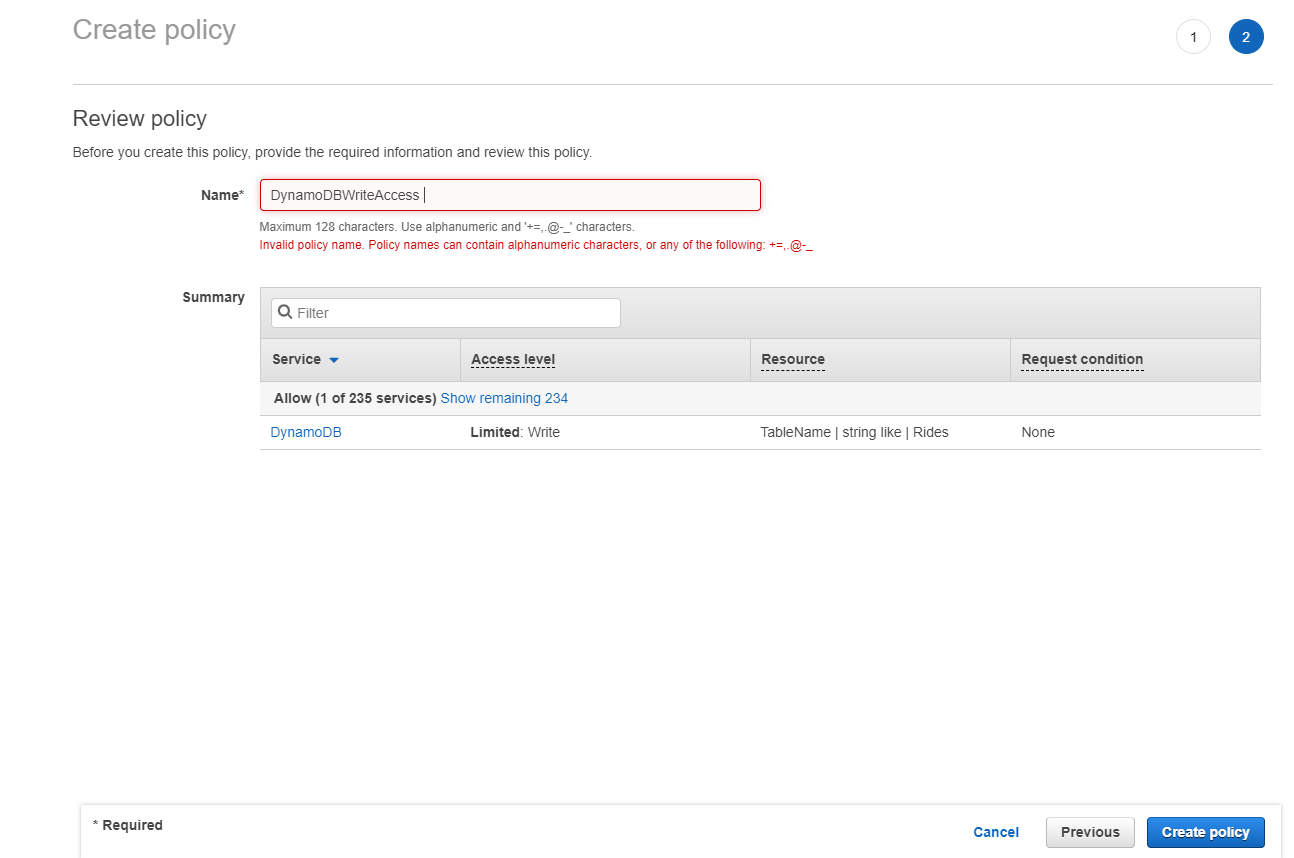 Create policy
1
2
Review policy
Before you create this policy, provide the required information and review this policy.
Name* DynamoDBWriteAccess
Maximum 128 characters. Use alphanumeric and '+=,.@-_' characters.
Invalid policy name. Policy names can contain alphanumeric characters, or any of the following: +=,.@-_
Summary
Filter
Service Access level Resource Request condition
Allow (1 of 235 services) Show remaining 234
DynamoDB Limited: Write TableName | string like | Rides None
* Required
Cancel Previous Create policy